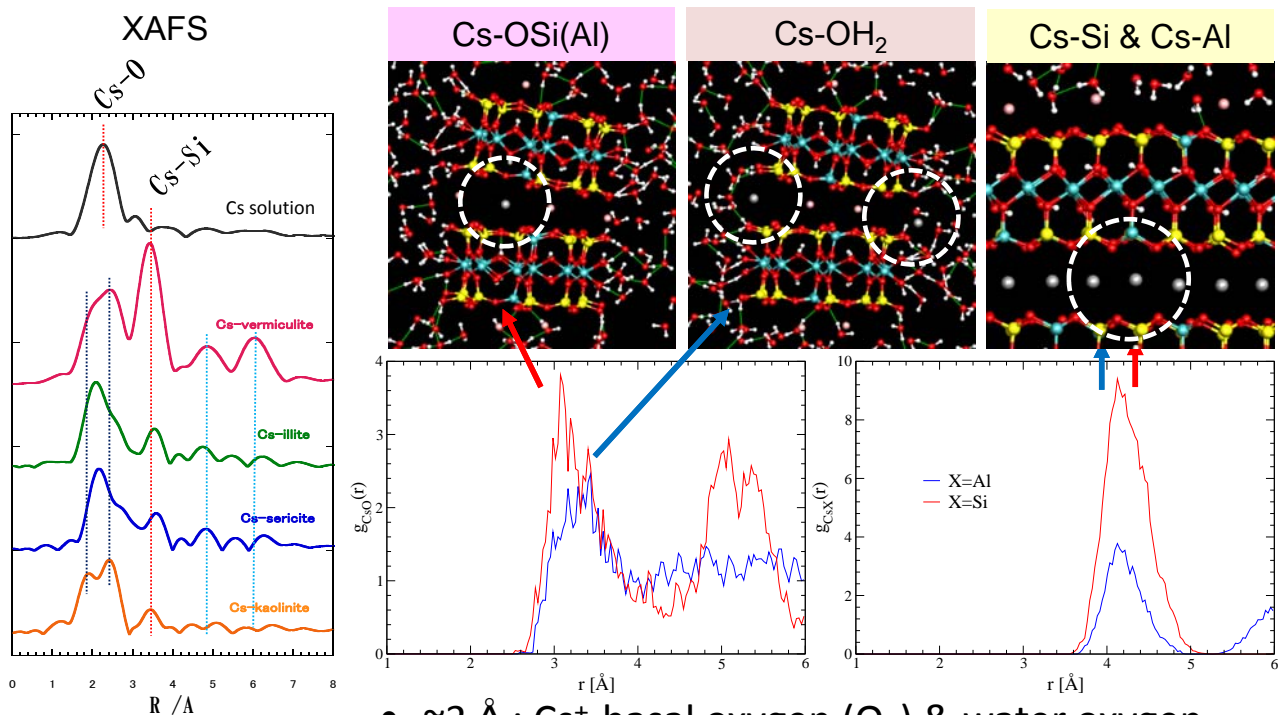 XAFS
Cs-O
Cs-Si
Cs solution
Cs-vermiculite
Cs-illite
Cs-sericite
Cs-kaolinite
0 1 2 3 4 5 6 7 8
R /A
Cs-OSi(Al)
Cs-OH₂
Cs-Si & Cs-Al
4
3
2
1
0
g_CsO(r)
1 2 3 4 5 6
r [Å]
10
8
6
4
2
0
g_CsX(r)
X=Al
X=Si
1 2 3 4 5 6
r [Å]